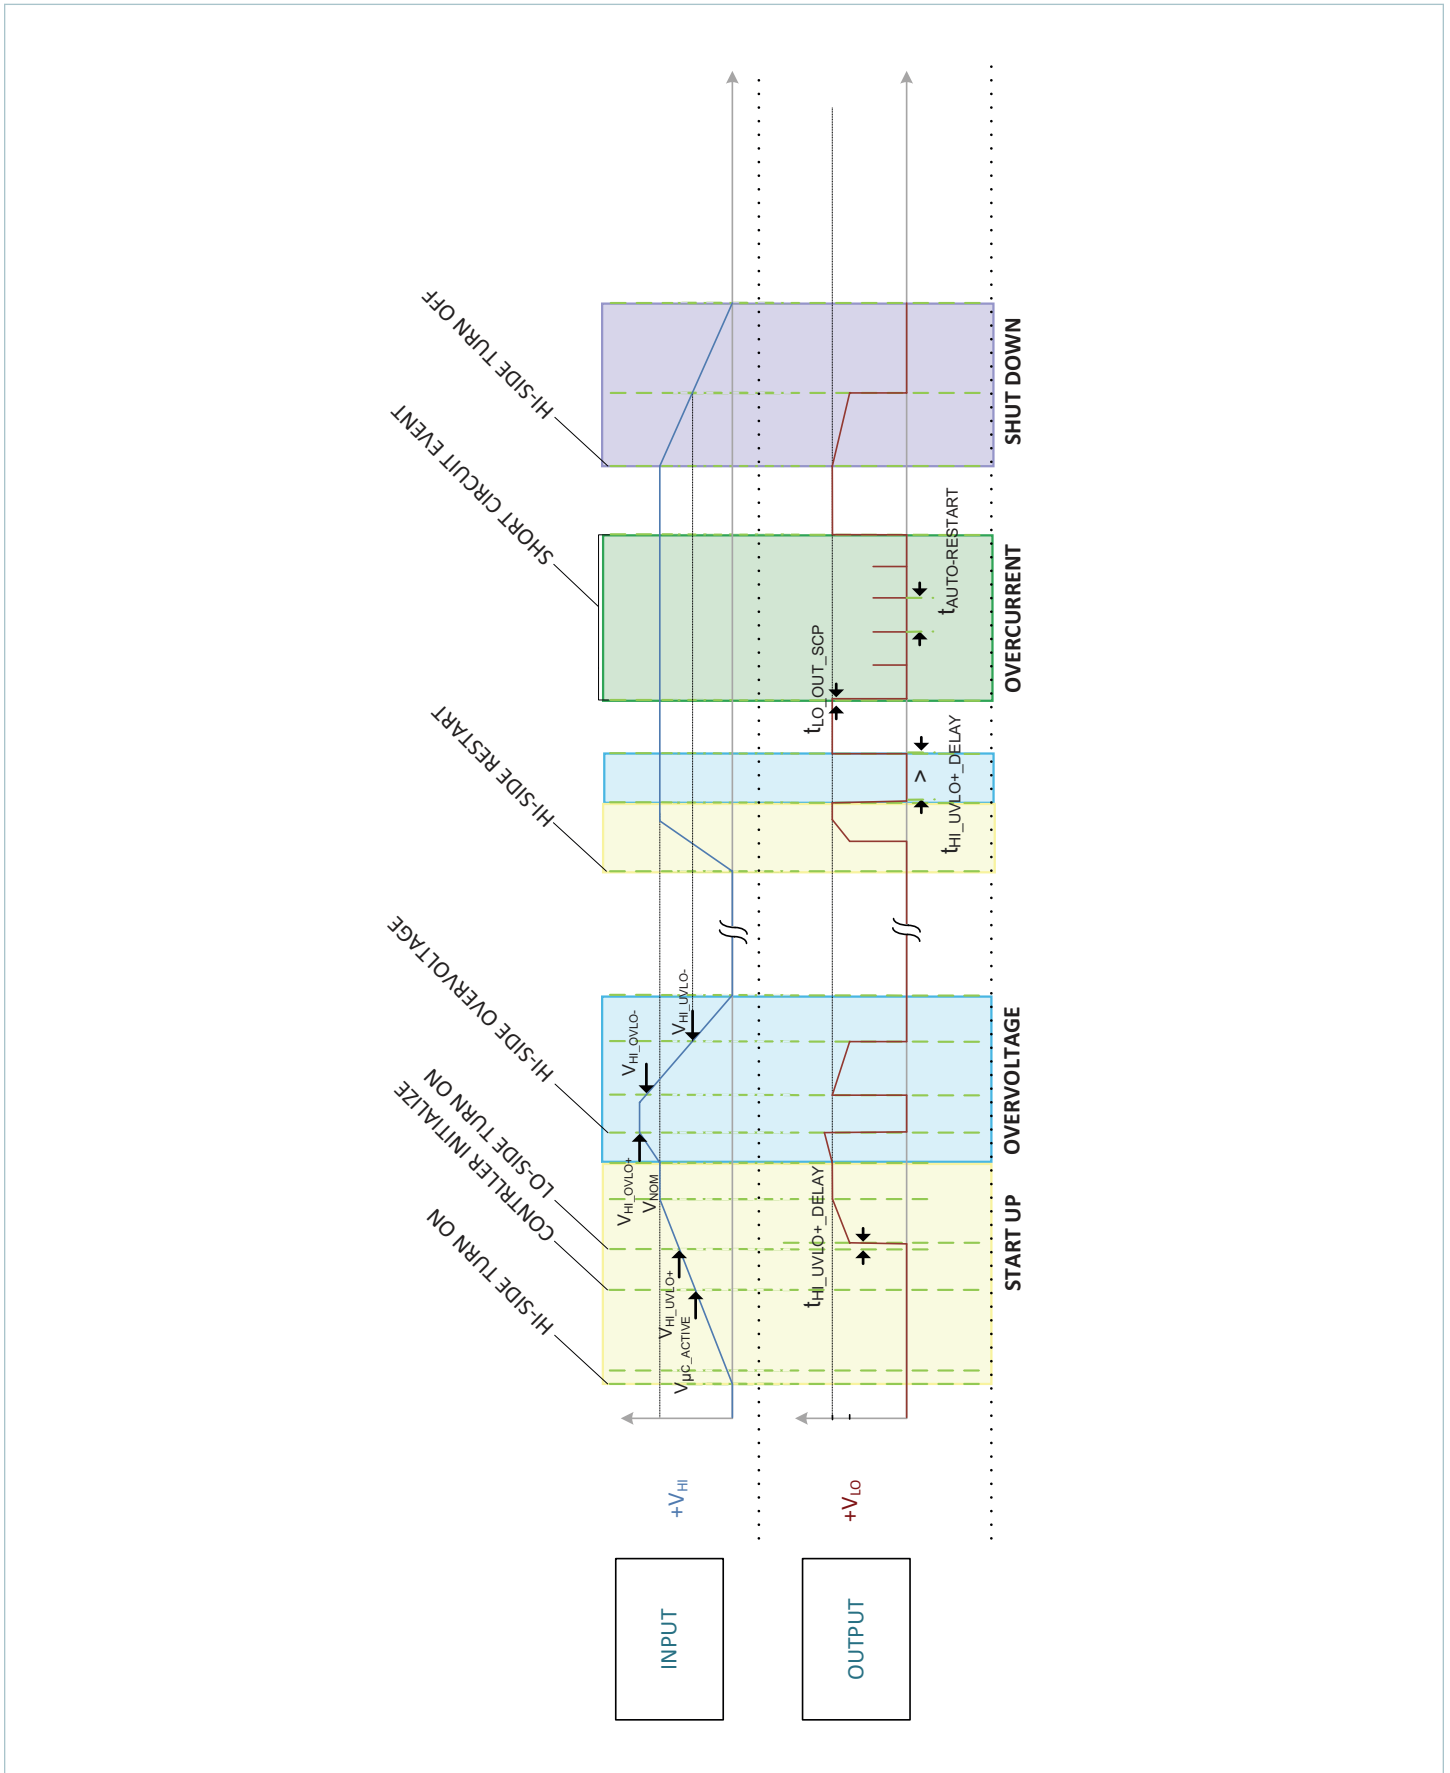 HI-SIDE TURN ON
CONTRLLER INITIALIZE
LO-SIDE TURN ON
HI-SIDE OVERVOLTAGE
HI-SIDE RESTART
SHORT CIRCUIT EVENT
HI-SIDE TURN OFF
INPUT
+VHI
VµC_ACTIVE
VHI_UVLO+
VNOM
VHI_OVLO+
VHI_OVLO-
VHI_UVLO-
OUTPUT
+VLO
tHI_UVLO+_DELAY
tLO_OUT_SCP
>
tHI_UVLO+_DELAY
tAUTO-RESTART
START UP
OVERVOLTAGE
OVERCURRENT
SHUT DOWN